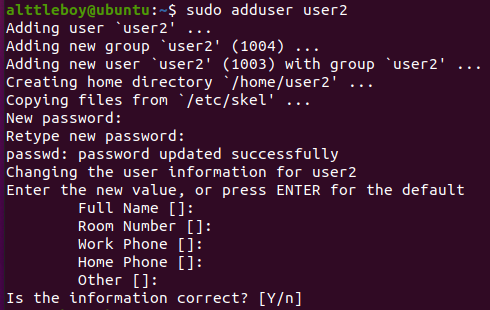 alttleboy@ubuntu:~$ sudo adduser user2
Adding user `user2' ...
Adding new group `user2' (1004) ...
Adding new user `user2' (1003) with group `user2' ...
Creating home directory `/home/user2' ...
Copying files from `/etc/skel' ...
New password:
Retype new password:
passwd: password updated successfully
Changing the user information for user2
Enter the new value, or press ENTER for the default
Full Name []:
Room Number []:
Work Phone []:
Home Phone []:
Other []:
Is the information correct? [Y/n]